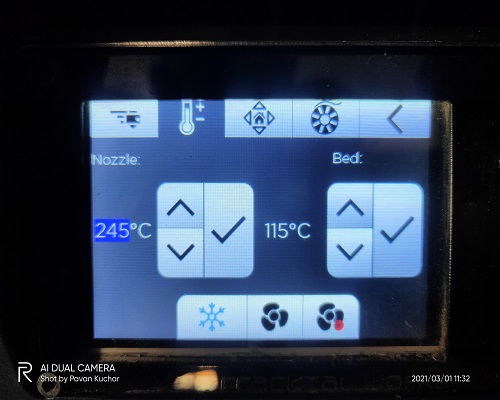 Nozzle: Bed:
245°C 115°C
AI DUAL CAMERA
Shot by Pavan Kuchar 2021/03/01 11:32